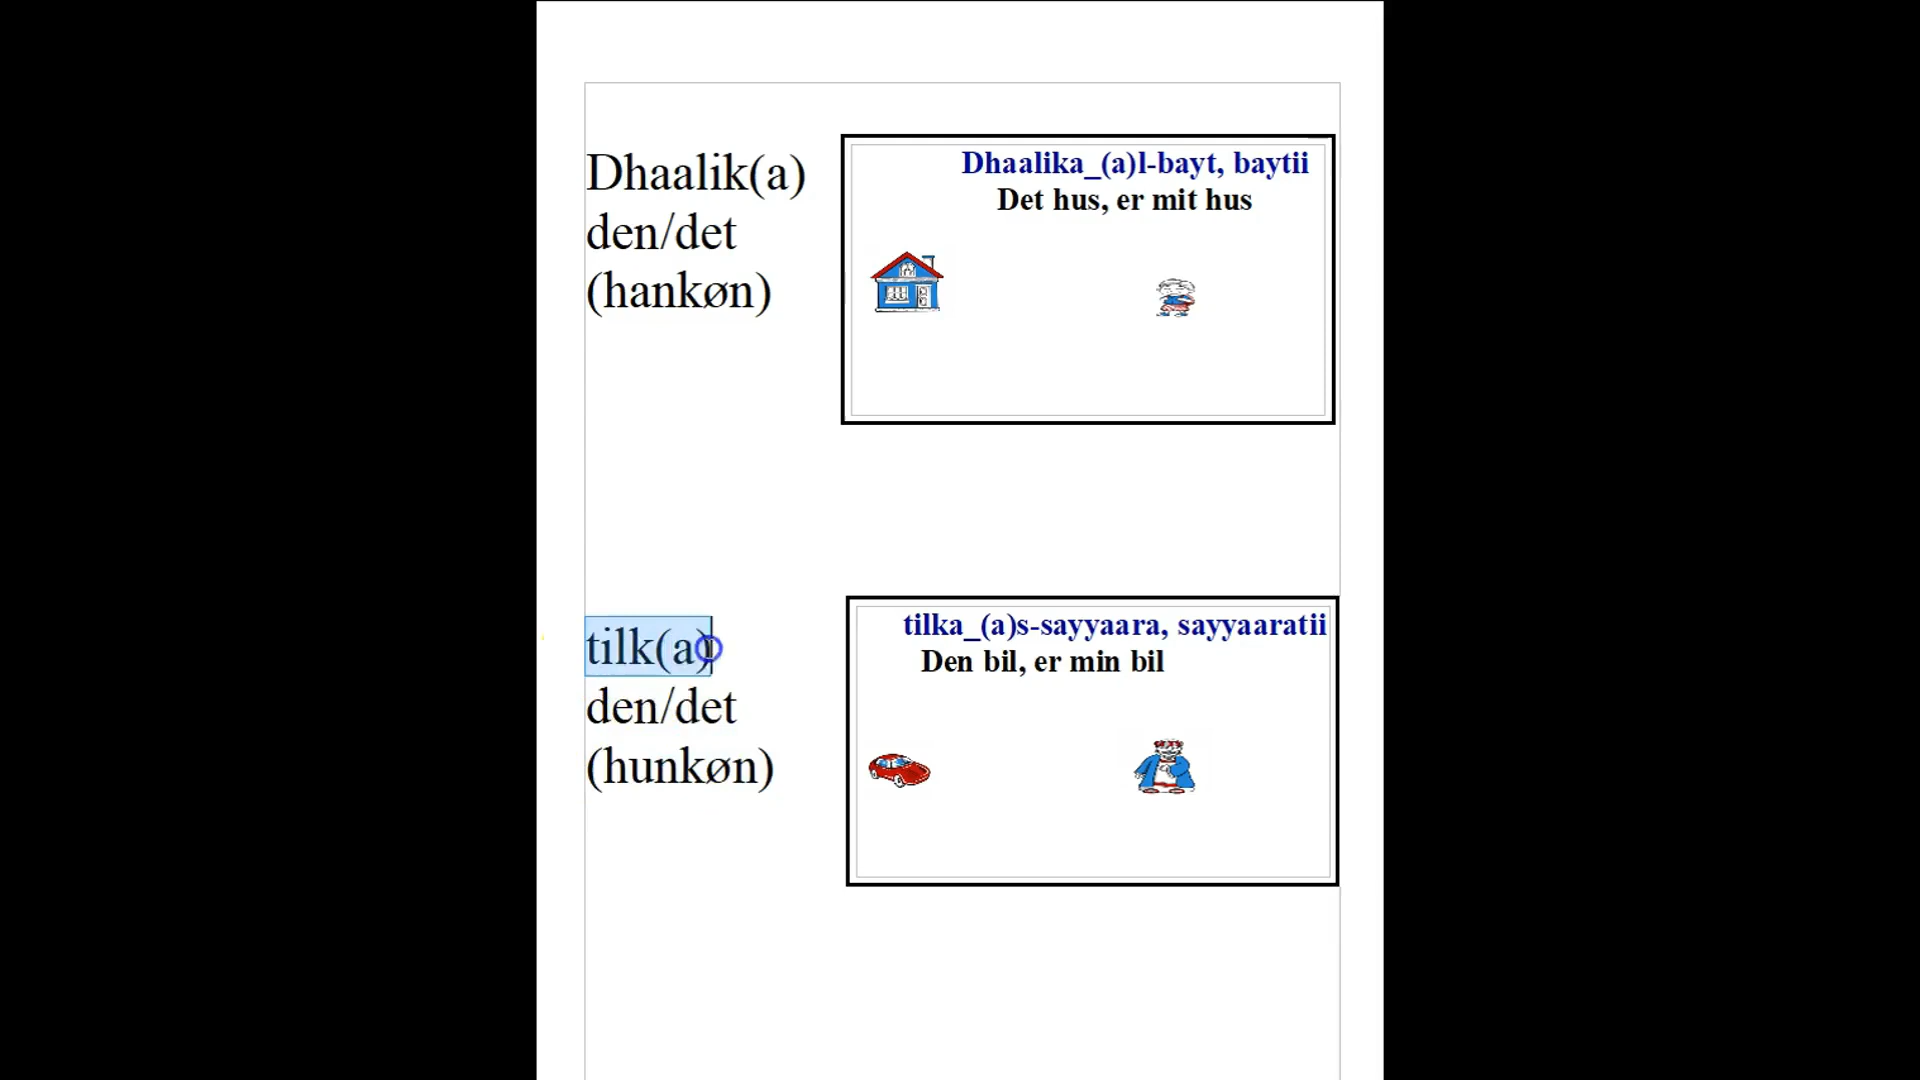 Dhaalik(a)
den/det
(hankøn)
Dhaalika_(a)l-bayt, baytii
Det hus, er mit hus
tilk(a)
den/det
(hunkøn)
tilka_(a)s-sayyaara, sayyaaratii
Den bil, er min bil